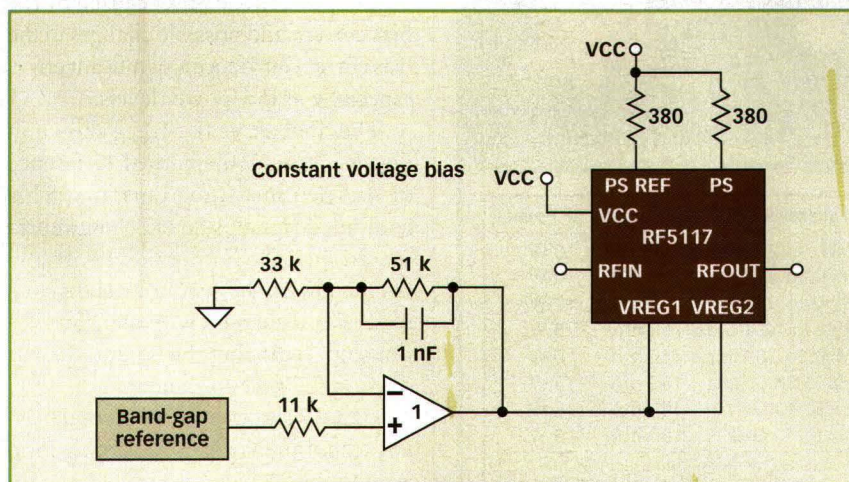 VCC
380 380
Constant voltage bias
PS REF PS
VCC
VCC
RF5117
33 k 51 k
RFIN RFOUT
VREG1 VREG2
1 nF
11 k
− 1
+
Band-gap
reference